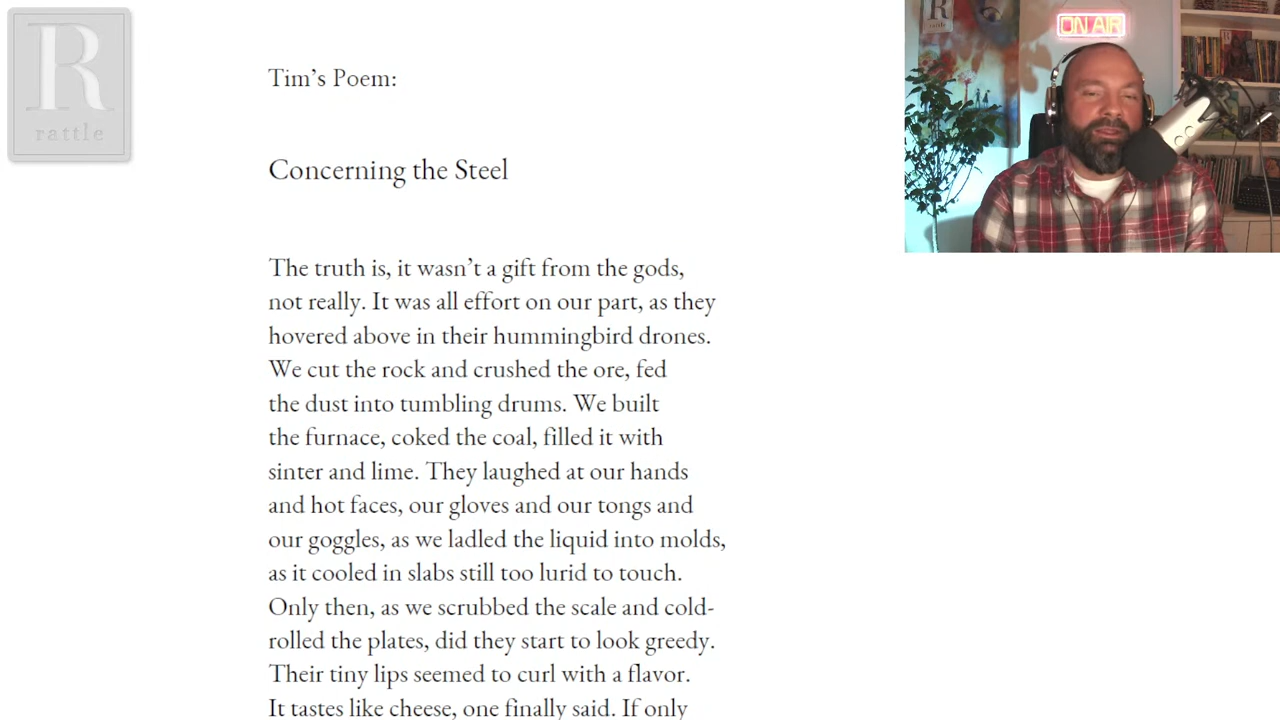 R
rattle
R
ON AIR
Tim's Poem:
Concerning the Steel
The truth is, it wasn't a gift from the gods,
not really. It was all effort on our part, as they
hovered above in their hummingbird drones.
We cut the rock and crushed the ore, fed
the dust into tumbling drums. We built
the furnace, coked the coal, filled it with
sinter and lime. They laughed at our hands
and hot faces, our gloves and our tongs and
our goggles, as we ladled the liquid into molds,
as it cooled in slabs still too lurid to touch.
Only then, as we scrubbed the scale and cold-
rolled the plates, did they start to look greedy.
Their tiny lips seemed to curl with a flavor.
It tastes like cheese, one finally said. If only